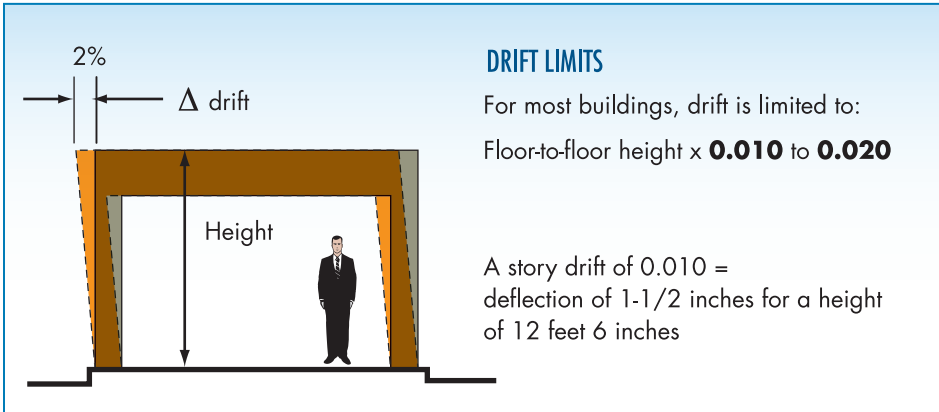 2%
Δ drift
Height
DRIFT LIMITS
For most buildings, drift is limited to:
Floor-to-floor height x 0.010 to 0.020
A story drift of 0.010 =
deflection of 1-1/2 inches for a height
of 12 feet 6 inches